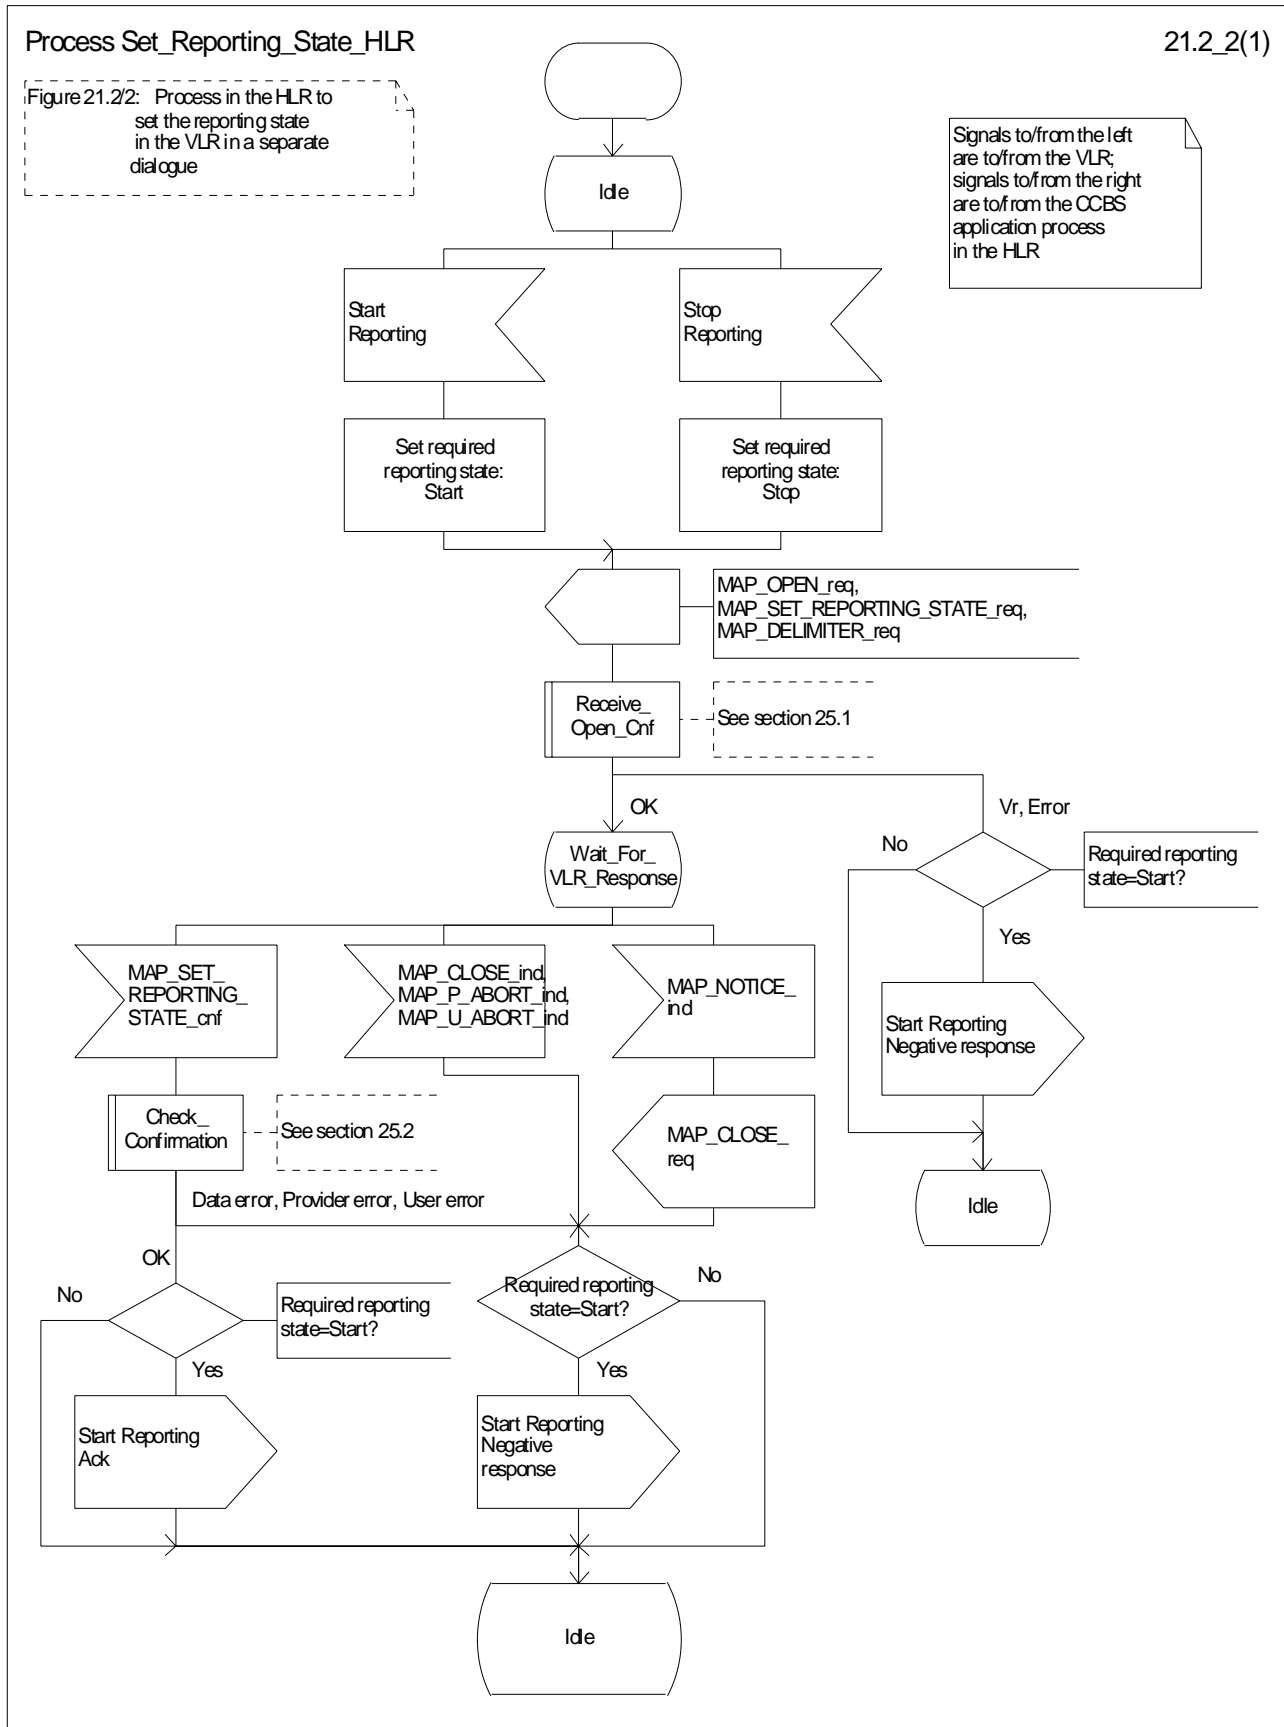 Process Set_Reporting_State_HLR
21.2_2(1)
Figure 21.2/2: Process in the HLR to
set the reporting state
in the VLR in a separate
dialogue
Signals to/from the left
are to/from the VLR;
signals to/from the right
are to/from the CCBS
application process
in the HLR
Idle
Start
Reporting
Stop
Reporting
Set required
reporting state:
Start
Set required
reporting state:
Stop
MAP_OPEN_req,
MAP_SET_REPORTING_STATE_req,
MAP_DELIMITER_req
Receive_
Open_Cnf
See section 25.1
OK
Vr, Error
No
Required reporting
state=Start?
Yes
Wait_For_
VLR_Response
MAP_SET_
REPORTING_
STATE_cnf
MAP_CLOSE_ind,
MAP_P_ABORT_ind,
MAP_U_ABORT_ind
MAP_NOTICE_
ind
Start Reporting
Negative response
Check_
Confirmation
See section 25.2
MAP_CLOSE_
req
Data error, Provider error, User error
Idle
OK
No
Required reporting
state=Start?
Yes
Required reporting
state=Start?
No
Yes
Start Reporting
Ack
Start Reporting
Negative
response
Idle